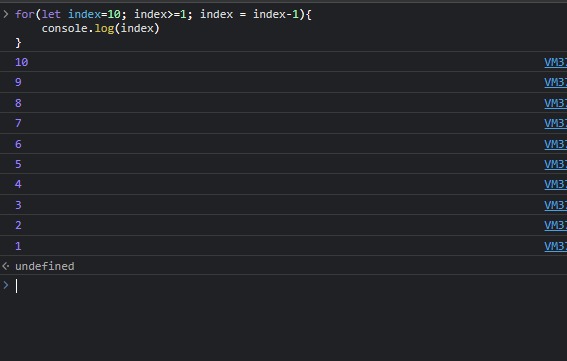 > for(let index=10; index>=1; index = index-1){
    console.log(index)
}
10 VM37
9 VM37
8 VM37
7 VM37
6 VM37
5 VM37
4 VM37
3 VM37
2 VM37
1 VM37
undefined
>